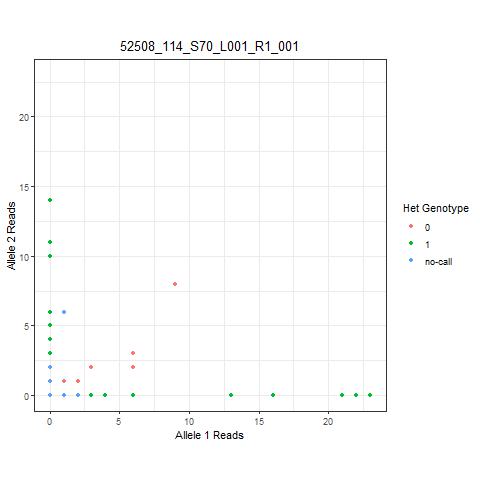 52508_114_S70_L001_R1_001
20
15
10
5
0
Allele 2 Reads
0 5 10 15 20
Allele 1 Reads
Het Genotype
0
1
no-call